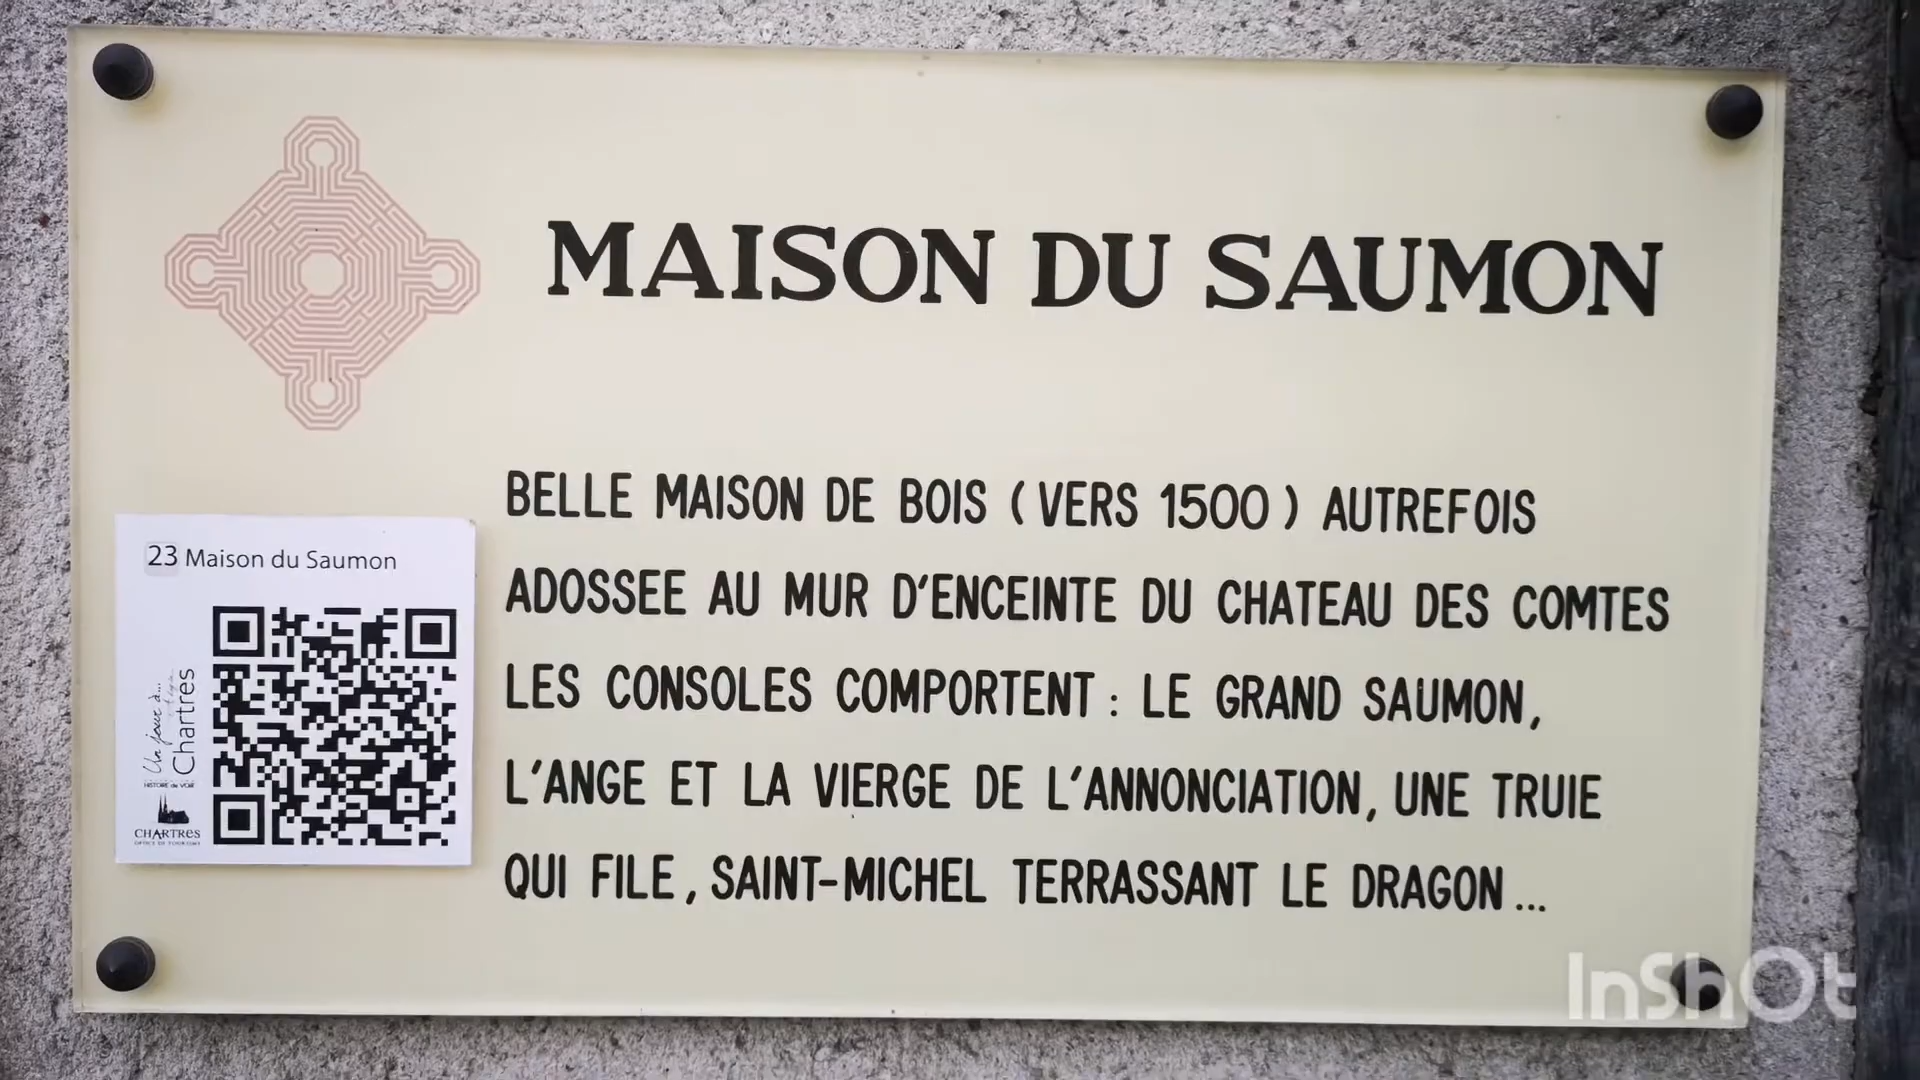 MAISON DU SAUMON
BELLE MAISON DE BOIS (VERS 1500) AUTREFOIS
ADOSSEE AU MUR D'ENCEINTE DU CHATEAU DES COMTES
LES CONSOLES COMPORTENT : LE GRAND SAUMON,
L'ANGE ET LA VIERGE DE L'ANNONCIATION, UNE TRUIE
QUI FILE, SAINT-MICHEL TERRASSANT LE DRAGON...
23 Maison du Saumon
Un jour à...
Chartres
HISTOIRE de VOIR
CHARTRES
OFFICE DE TOURISME
InShOt